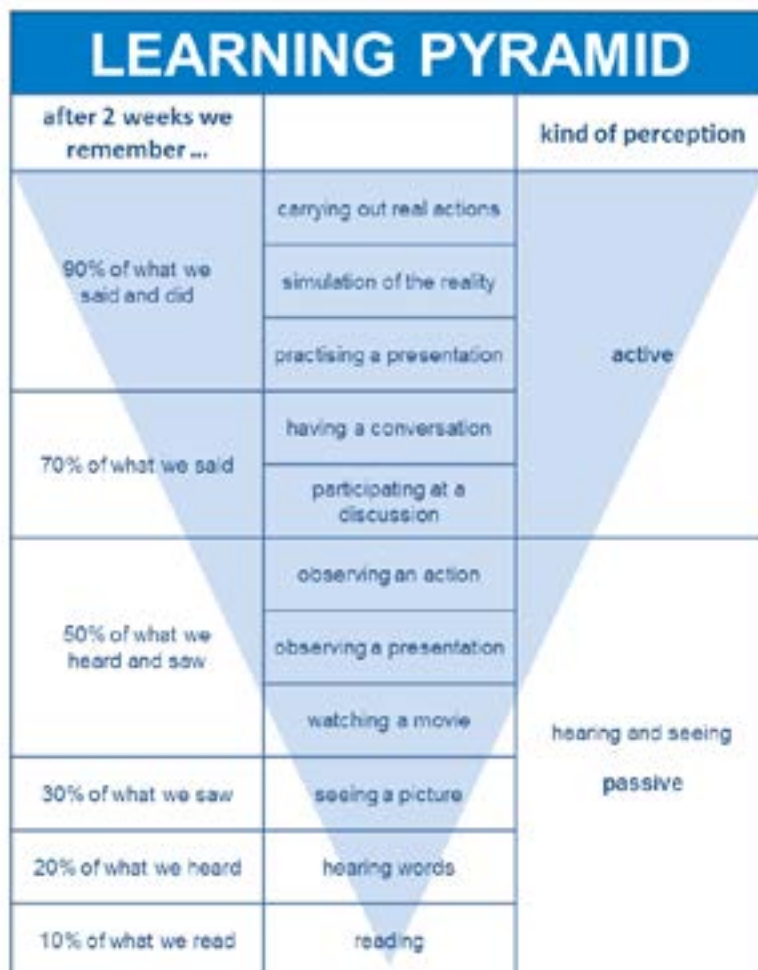 LEARNING PYRAMID
after 2 weeks we
remember ...
kind of perception
90% of what we
said and did
carrying out real actions
simulation of the reality
practising a presentation
active
70% of what we said
having a conversation
participating at a
discussion
50% of what we
heard and saw
observing an action
observing a presentation
watching a movie
hearing and seeing
passive
30% of what we saw
seeing a picture
20% of what we heard
hearing words
10% of what we read
reading